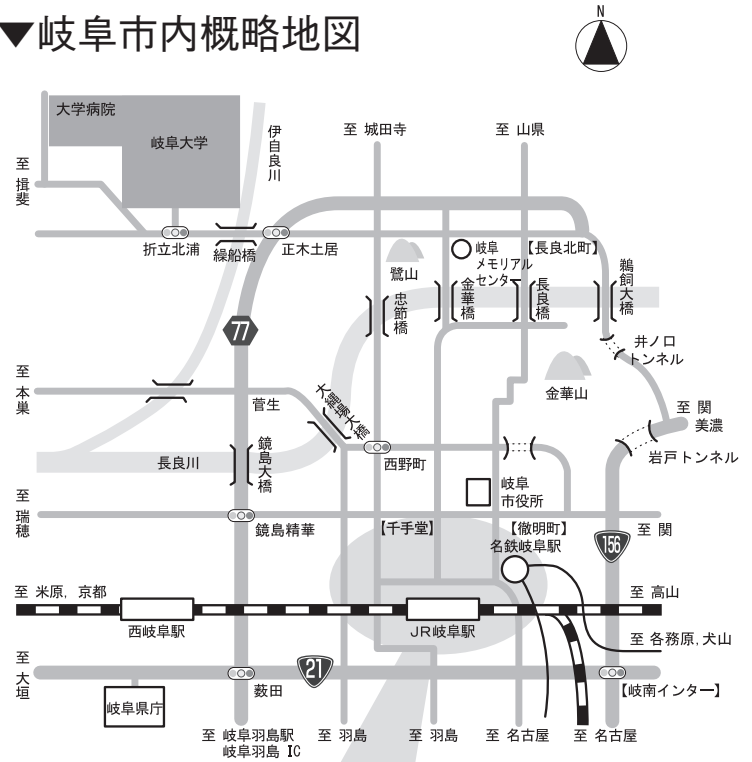 ▼岐阜市内概略地図
N
大学病院
岐阜大学
伊自良川
至 城田寺
至 山県
至 揖斐
折立北浦
繰船橋
正木土居
鷺山
岐阜
メモリアル
センター
【長良北町】
鵜飼大橋
忠節橋
金華橋
長良橋
77
井ノ口
トンネル
至 本巣
菅生
大縄場大橋
金華山
至 関
美濃
長良川
鏡島大橋
西野町
岩戸トンネル
岐阜
市役所
至 瑞穂
鏡島精華
【千手堂】
【徹明町】
至 関
名鉄岐阜駅
156
至 米原, 京都
至 高山
西岐阜駅
JR岐阜駅
至 各務原,犬山
至 大垣
21
薮田
【岐南インター】
岐阜県庁
至 岐阜羽島駅
岐阜羽島 IC
至 羽島
至 羽島
至 名古屋
至 名古屋